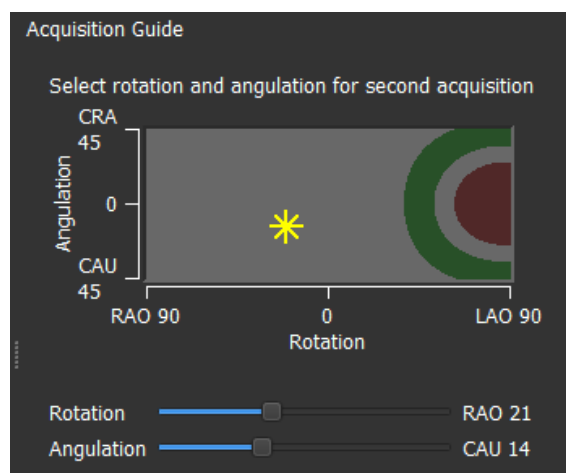 Acquisition Guide
Select rotation and angulation for second acquisition
CRA
45
Angulation
0
CAU
45
RAO 90 0 LAO 90
Rotation
Rotation RAO 21
Angulation CAU 14